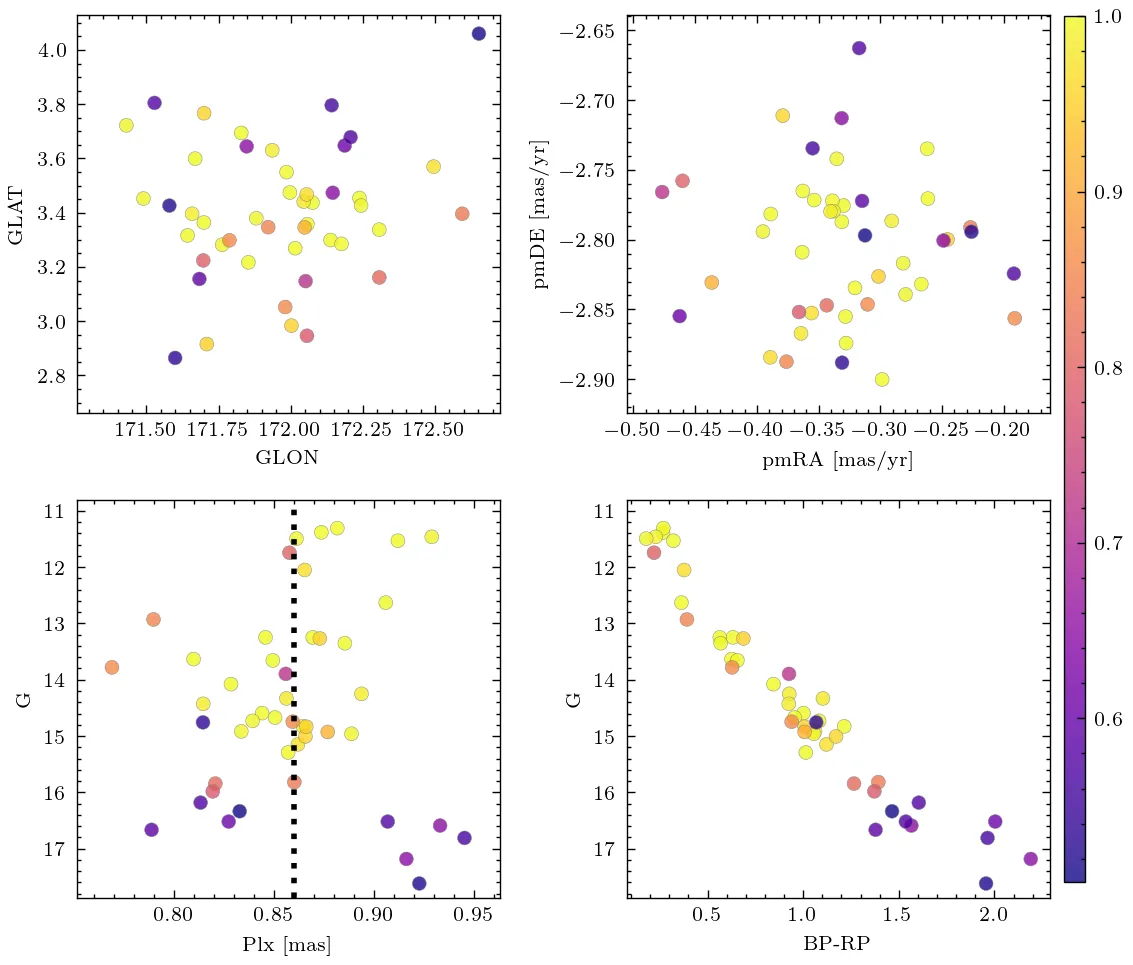 4.0
3.8
3.6
3.4
3.2
3.0
2.8
GLAT
171.50 171.75 172.00 172.25 172.50
GLON
−2.65
−2.70
−2.75
−2.80
−2.85
−2.90
pmDE [mas/yr]
−0.50 −0.45 −0.40 −0.35 −0.30 −0.25 −0.20
pmRA [mas/yr]
1.0
0.9
0.8
0.7
0.6
11
12
13
14
15
16
17
G
0.80 0.85 0.90 0.95
Plx [mas]
11
12
13
14
15
16
17
G
0.5 1.0 1.5 2.0
BP-RP